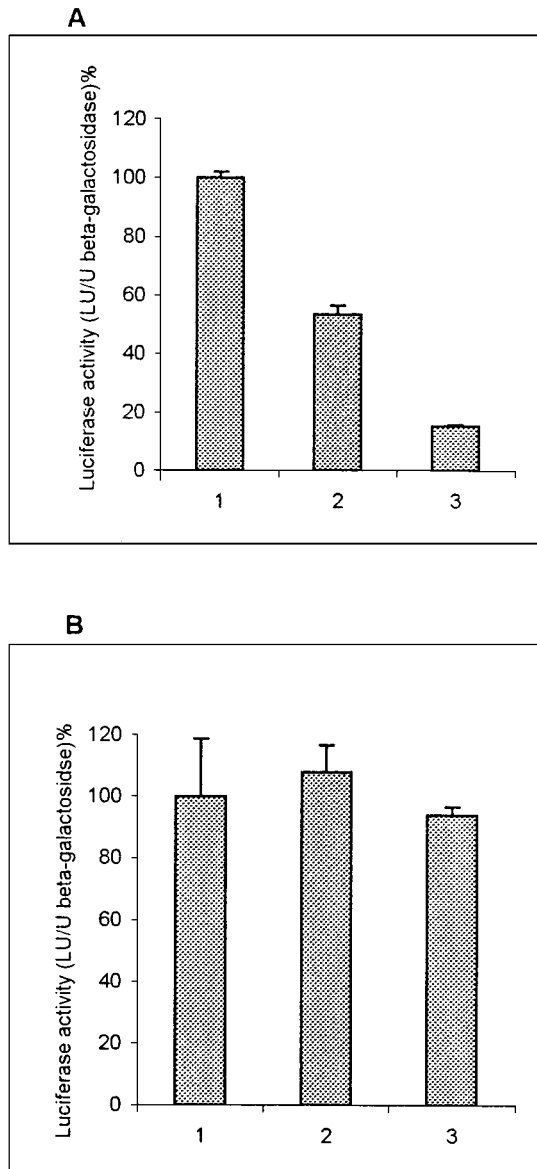 A
Luciferase activity (LU/U beta-galactosidase)%
120
100
80
60
40
20
0
1 2 3
B
Luciferase activity (LU/U beta-galactosidse)%
120
100
80
60
40
20
0
1 2 3